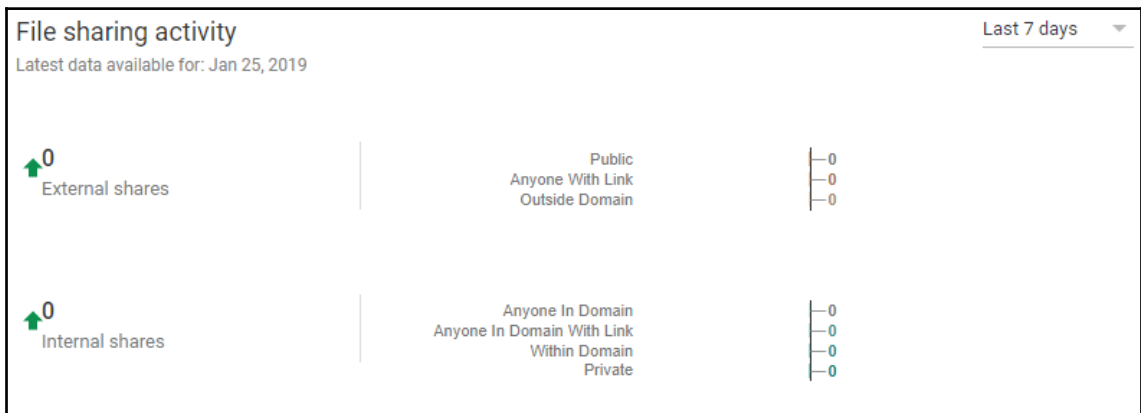 File sharing activity
Last 7 days
Latest data available for: Jan 25, 2019
0
External shares
Public 0
Anyone With Link 0
Outside Domain 0
0
Internal shares
Anyone In Domain 0
Anyone In Domain With Link 0
Within Domain 0
Private 0